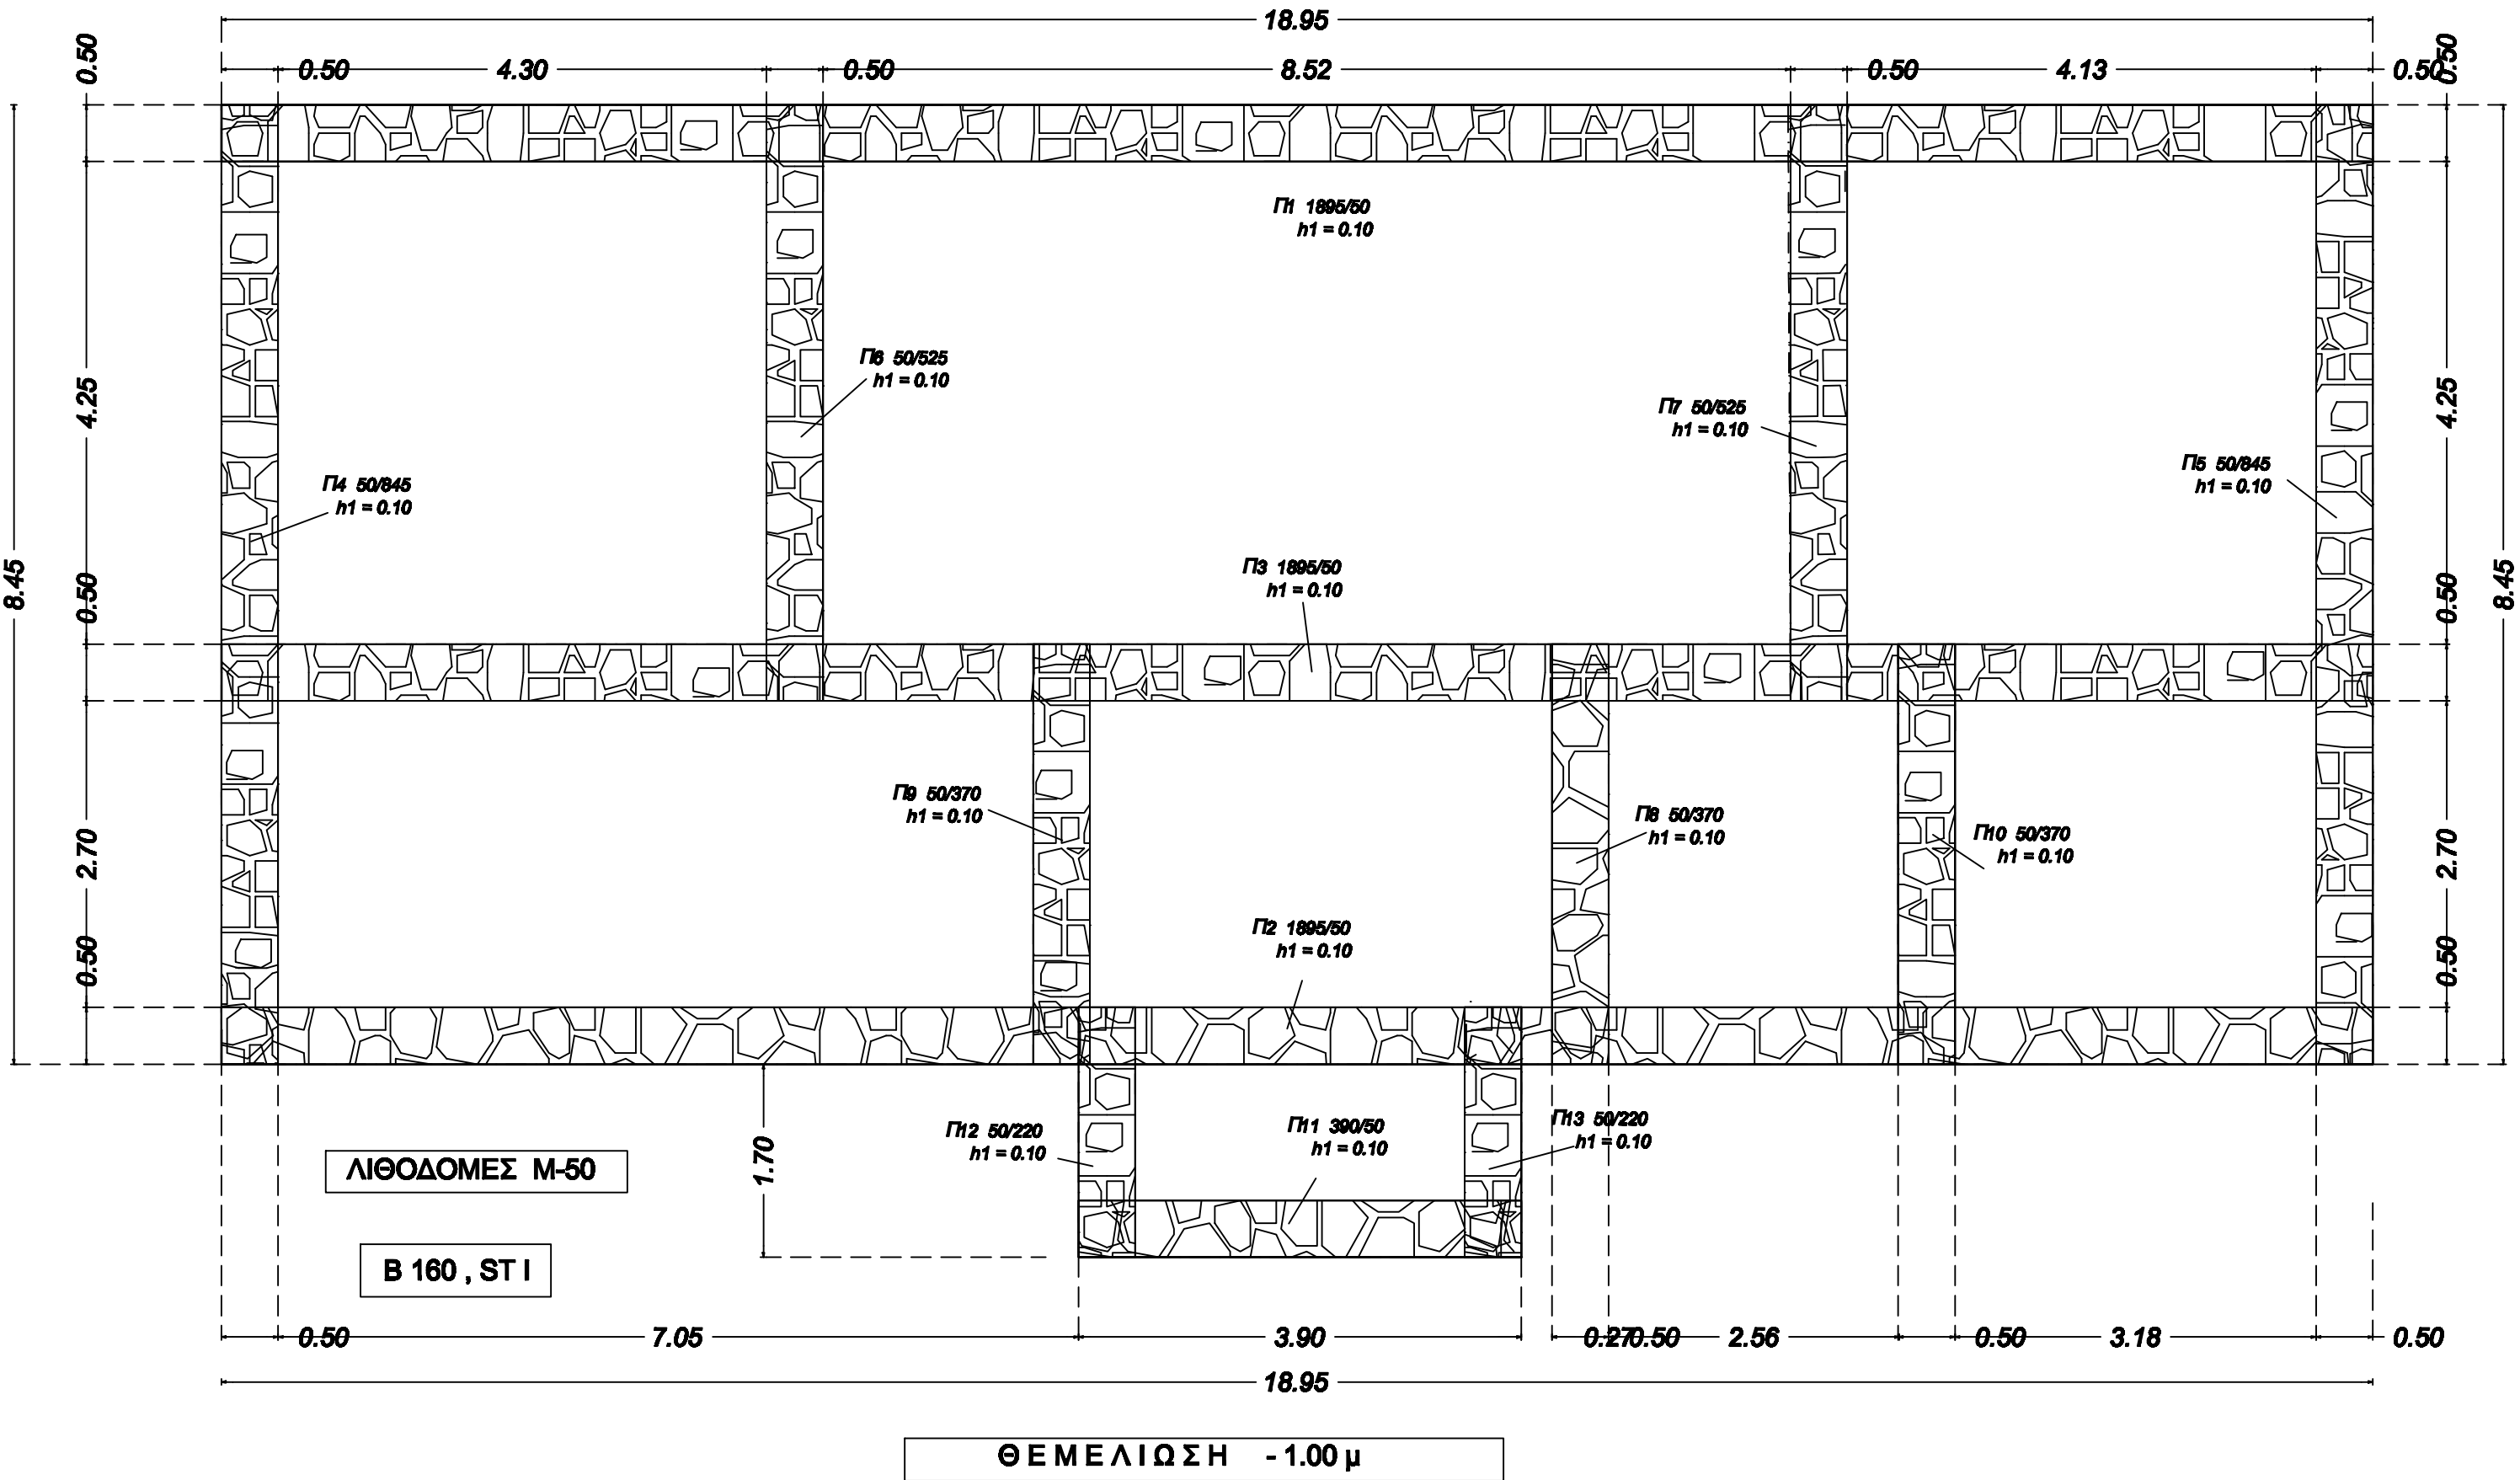 18.95
0.50 4.30 0.50 8.52 0.50 4.13 0.50
0.50
0.50
Π1 1895/50
h1 = 0.10
Π6 50/525
h1 = 0.10
4.25
4.25
Π7 50/525
h1 = 0.10
Π5 50/845
h1 = 0.10
Π4 50/845
h1 = 0.10
8.45
8.45
0.50
0.50
Π3 1895/50
h1 = 0.10
Π9 50/370
h1 = 0.10
Π8 50/370
h1 = 0.10
Π10 50/370
h1 = 0.10
2.70
2.70
Π2 1895/50
h1 = 0.10
0.50
0.50
Π12 50/220
h1 = 0.10
Π11 390/50
h1 = 0.10
Π13 50/220
h1 = 0.10
1.70
ΛΙΘΟΔΟΜΕΣ Μ-50
B 160 , ST I
0.50 7.05 3.90 0.27 0.50 2.56 0.50 3.18 0.50
18.95
Θ Ε Μ Ε Λ Ι Ω Σ Η - 1.00 μ